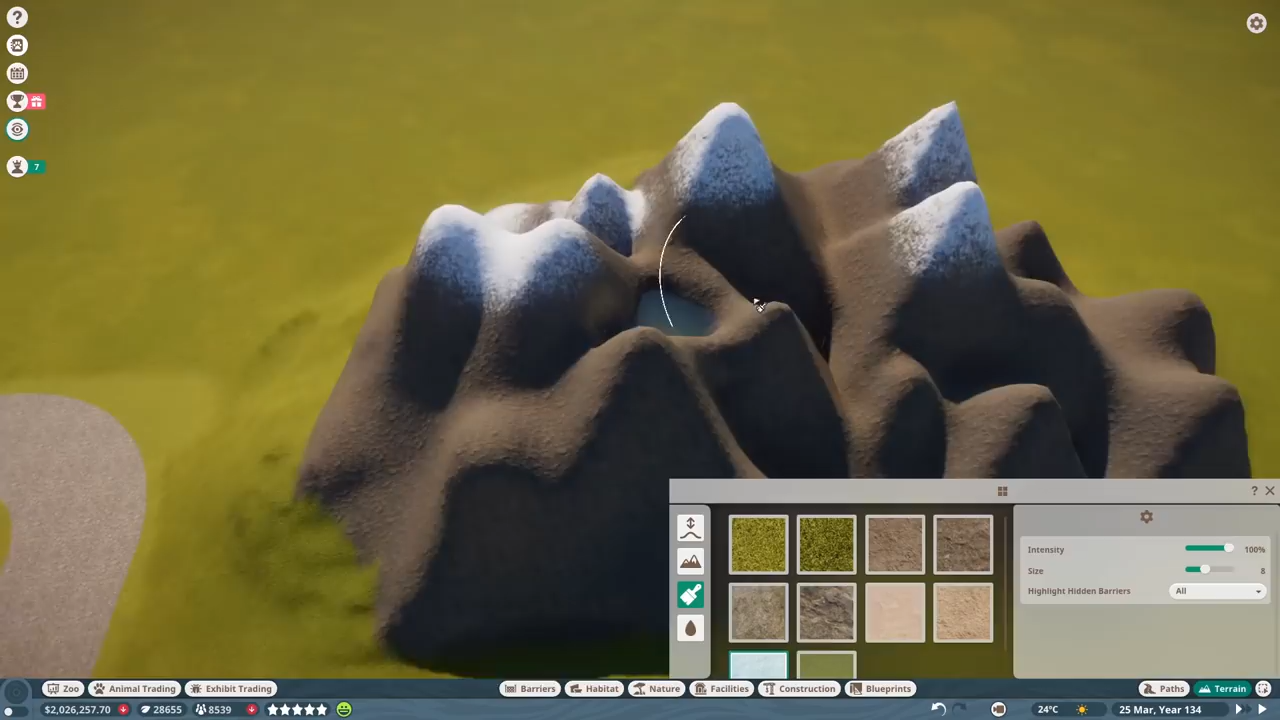 ?
7
?
Intensity 100%
Size 8
Highlight Hidden Barriers All
Zoo Animal Trading Exhibit Trading Barriers Habitat Nature Facilities Construction Blueprints Paths Terrain
$2,026,257.70 28655 8539 24°C 25 Mar, Year 134